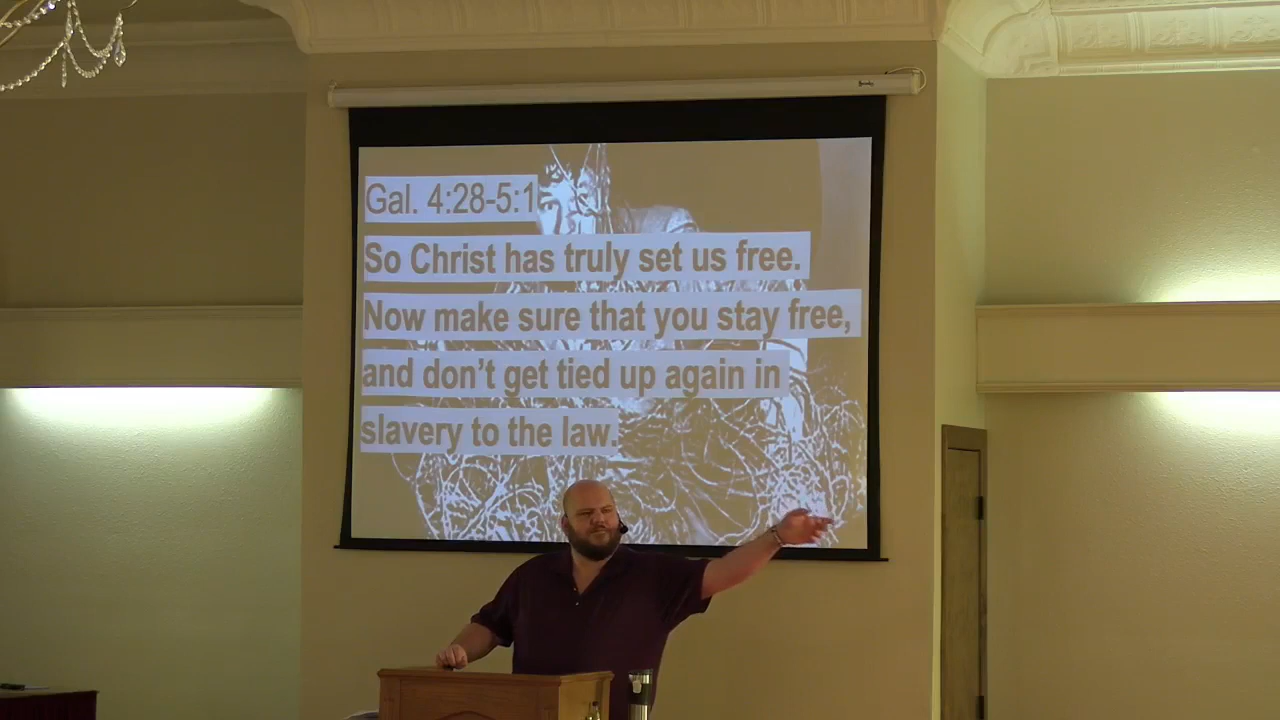 Gal. 4:28-5:1
So Christ has truly set us free.
Now make sure that you stay free,
and don't get tied up again in
slavery to the law.